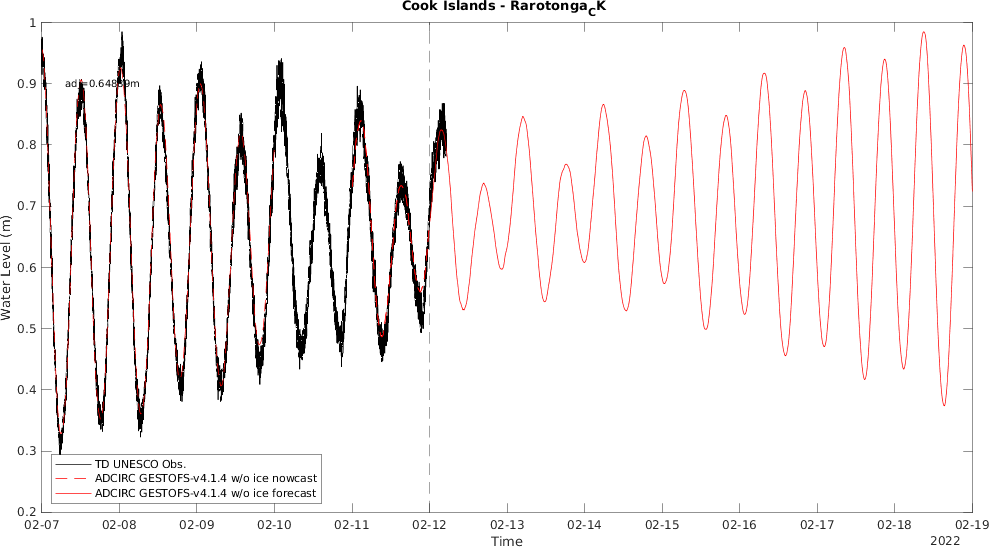 Cook Islands - Rarotonga_CK
Water Level (m)
1
0.9
0.8
0.7
0.6
0.5
0.4
0.3
0.2
TD UNESCO Obs.
ADCIRC GESTOFS-v4.1.4 w/o ice nowcast
ADCIRC GESTOFS-v4.1.4 w/o ice forecast
02-07 02-08 02-09 02-10 02-11 02-12 02-13 02-14 02-15 02-16 02-17 02-18 02-19
Time
2022